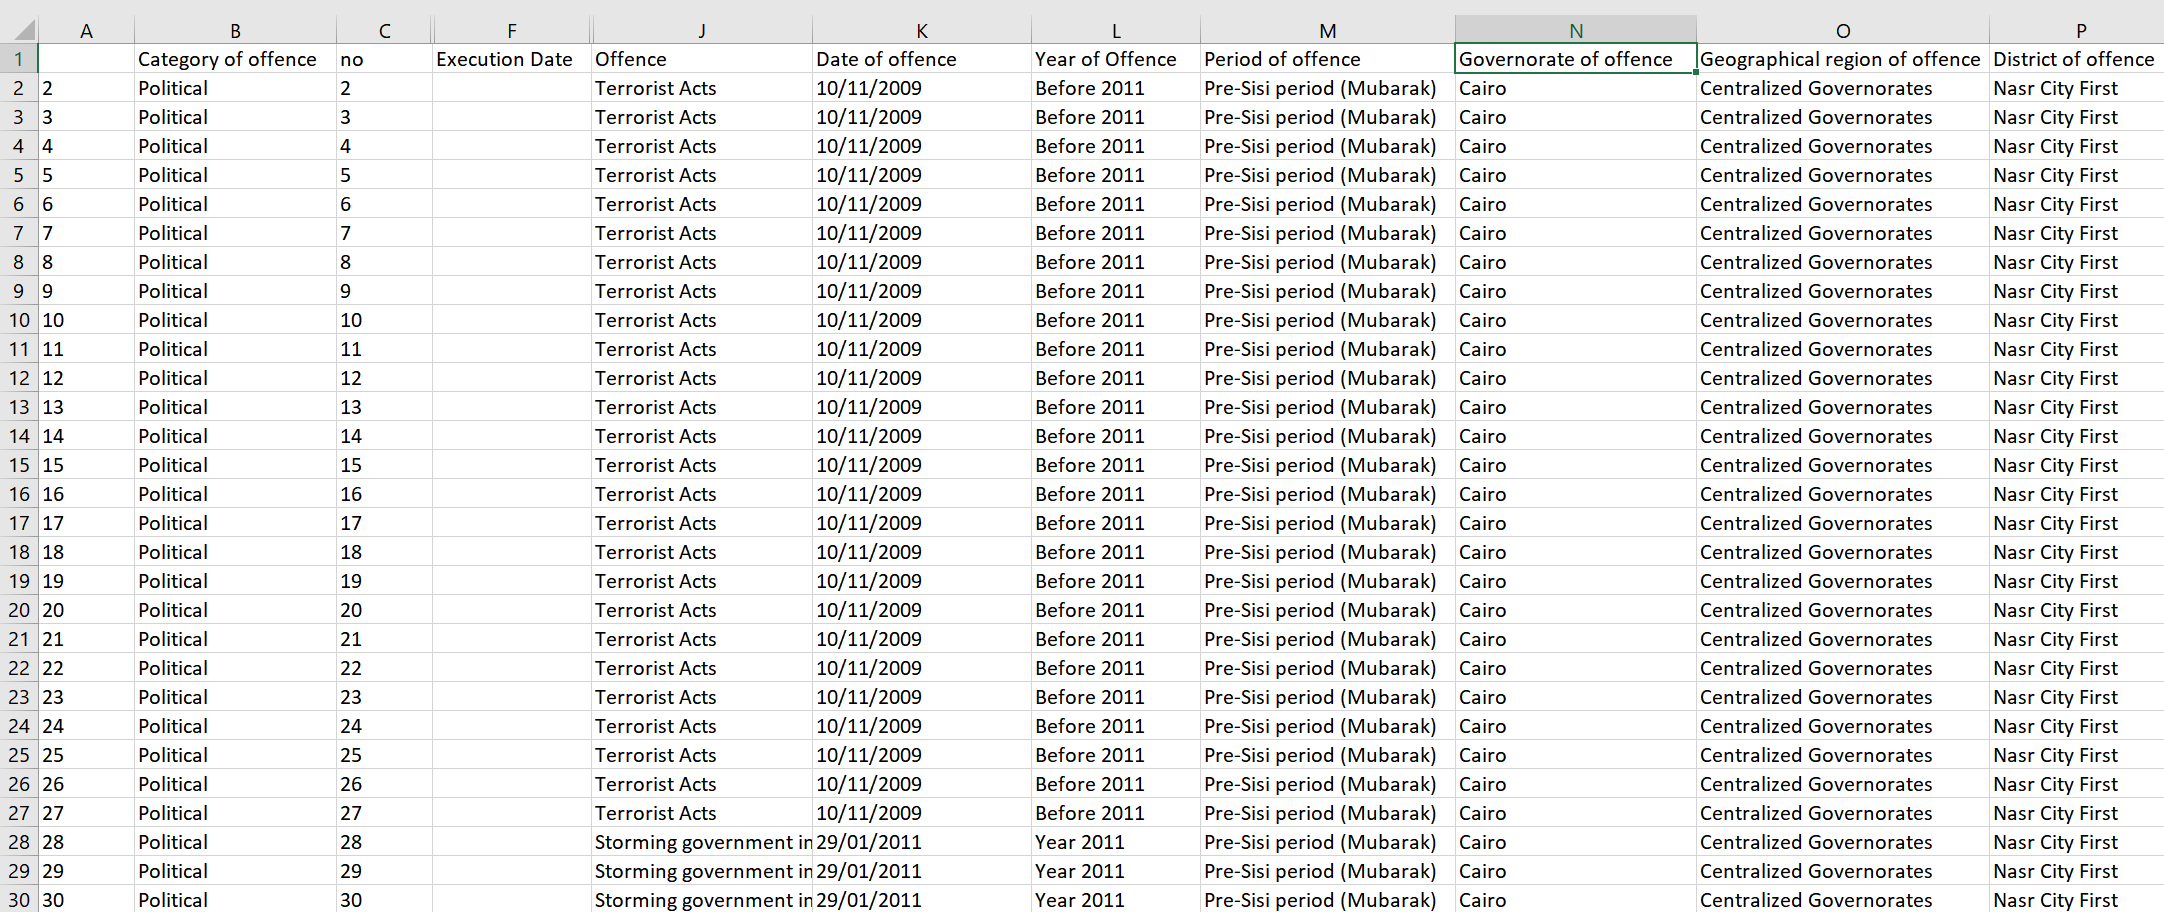 A B C F J K L M N O P
1 Category of offence no Execution Date Offence Date of offence Year of Offence Period of offence Governorate of offence Geographical region of offence District of offence
2 2 Political 2 Terrorist Acts 10/11/2009 Before 2011 Pre-Sisi period (Mubarak) Cairo Centralized Governorates Nasr City First
3 3 Political 3 Terrorist Acts 10/11/2009 Before 2011 Pre-Sisi period (Mubarak) Cairo Centralized Governorates Nasr City First
4 4 Political 4 Terrorist Acts 10/11/2009 Before 2011 Pre-Sisi period (Mubarak) Cairo Centralized Governorates Nasr City First
5 5 Political 5 Terrorist Acts 10/11/2009 Before 2011 Pre-Sisi period (Mubarak) Cairo Centralized Governorates Nasr City First
6 6 Political 6 Terrorist Acts 10/11/2009 Before 2011 Pre-Sisi period (Mubarak) Cairo Centralized Governorates Nasr City First
7 7 Political 7 Terrorist Acts 10/11/2009 Before 2011 Pre-Sisi period (Mubarak) Cairo Centralized Governorates Nasr City First
8 8 Political 8 Terrorist Acts 10/11/2009 Before 2011 Pre-Sisi period (Mubarak) Cairo Centralized Governorates Nasr City First
9 9 Political 9 Terrorist Acts 10/11/2009 Before 2011 Pre-Sisi period (Mubarak) Cairo Centralized Governorates Nasr City First
10 10 Political 10 Terrorist Acts 10/11/2009 Before 2011 Pre-Sisi period (Mubarak) Cairo Centralized Governorates Nasr City First
11 11 Political 11 Terrorist Acts 10/11/2009 Before 2011 Pre-Sisi period (Mubarak) Cairo Centralized Governorates Nasr City First
12 12 Political 12 Terrorist Acts 10/11/2009 Before 2011 Pre-Sisi period (Mubarak) Cairo Centralized Governorates Nasr City First
13 13 Political 13 Terrorist Acts 10/11/2009 Before 2011 Pre-Sisi period (Mubarak) Cairo Centralized Governorates Nasr City First
14 14 Political 14 Terrorist Acts 10/11/2009 Before 2011 Pre-Sisi period (Mubarak) Cairo Centralized Governorates Nasr City First
15 15 Political 15 Terrorist Acts 10/11/2009 Before 2011 Pre-Sisi period (Mubarak) Cairo Centralized Governorates Nasr City First
16 16 Political 16 Terrorist Acts 10/11/2009 Before 2011 Pre-Sisi period (Mubarak) Cairo Centralized Governorates Nasr City First
17 17 Political 17 Terrorist Acts 10/11/2009 Before 2011 Pre-Sisi period (Mubarak) Cairo Centralized Governorates Nasr City First
18 18 Political 18 Terrorist Acts 10/11/2009 Before 2011 Pre-Sisi period (Mubarak) Cairo Centralized Governorates Nasr City First
19 19 Political 19 Terrorist Acts 10/11/2009 Before 2011 Pre-Sisi period (Mubarak) Cairo Centralized Governorates Nasr City First
20 20 Political 20 Terrorist Acts 10/11/2009 Before 2011 Pre-Sisi period (Mubarak) Cairo Centralized Governorates Nasr City First
21 21 Political 21 Terrorist Acts 10/11/2009 Before 2011 Pre-Sisi period (Mubarak) Cairo Centralized Governorates Nasr City First
22 22 Political 22 Terrorist Acts 10/11/2009 Before 2011 Pre-Sisi period (Mubarak) Cairo Centralized Governorates Nasr City First
23 23 Political 23 Terrorist Acts 10/11/2009 Before 2011 Pre-Sisi period (Mubarak) Cairo Centralized Governorates Nasr City First
24 24 Political 24 Terrorist Acts 10/11/2009 Before 2011 Pre-Sisi period (Mubarak) Cairo Centralized Governorates Nasr City First
25 25 Political 25 Terrorist Acts 10/11/2009 Before 2011 Pre-Sisi period (Mubarak) Cairo Centralized Governorates Nasr City First
26 26 Political 26 Terrorist Acts 10/11/2009 Before 2011 Pre-Sisi period (Mubarak) Cairo Centralized Governorates Nasr City First
27 27 Political 27 Terrorist Acts 10/11/2009 Before 2011 Pre-Sisi period (Mubarak) Cairo Centralized Governorates Nasr City First
28 28 Political 28 Storming government in 29/01/2011 Year 2011 Pre-Sisi period (Mubarak) Cairo Centralized Governorates Nasr City First
29 29 Political 29 Storming government in 29/01/2011 Year 2011 Pre-Sisi period (Mubarak) Cairo Centralized Governorates Nasr City First
30 30 Political 30 Storming government in 29/01/2011 Year 2011 Pre-Sisi period (Mubarak) Cairo Centralized Governorates Nasr City First